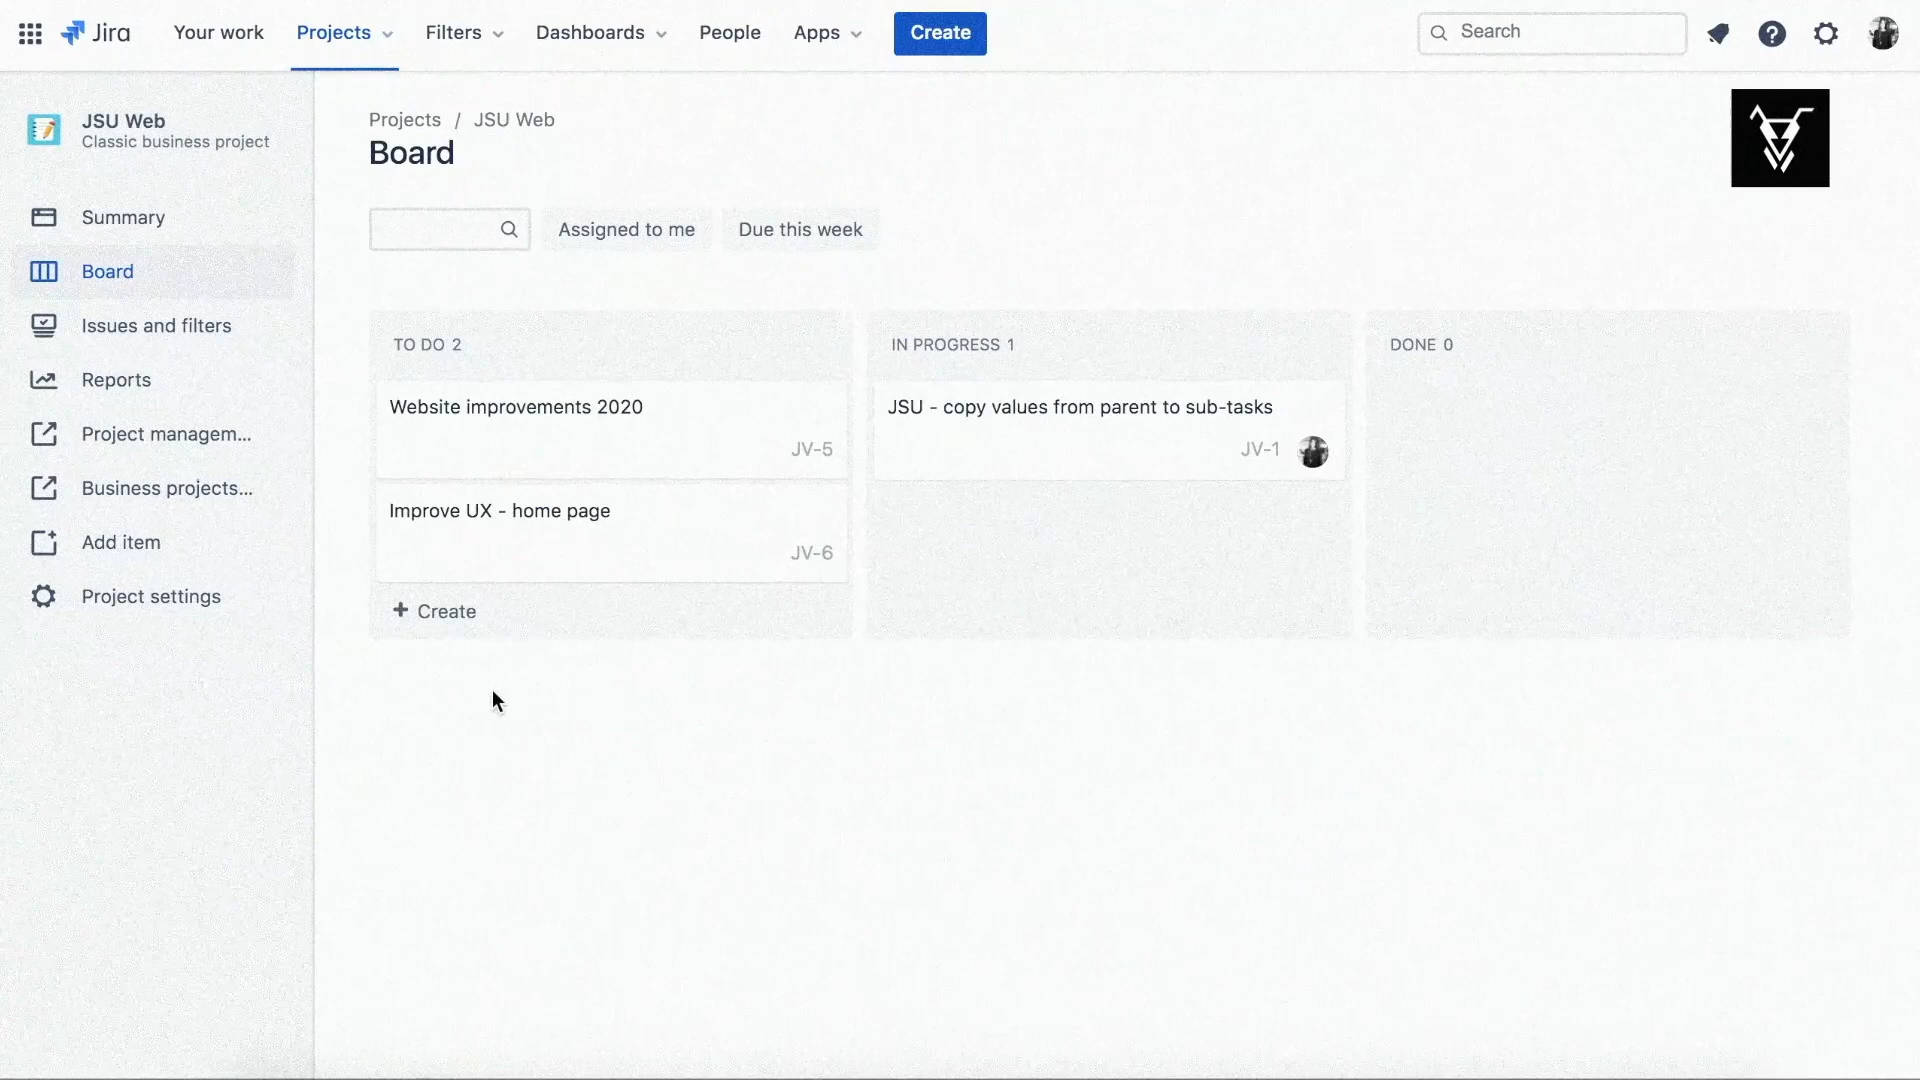 Jira
Your work
Projects
Filters
Dashboards
People
Apps
Create
Search
JSU Web
Classic business project
Summary
Board
Issues and filters
Reports
Project managem...
Business projects...
Add item
Project settings
Projects / JSU Web
Board
Assigned to me
Due this week
TO DO 2
Website improvements 2020
JV-5
Improve UX - home page
JV-6
+ Create
IN PROGRESS 1
JSU - copy values from parent to sub-tasks
JV-1
DONE 0